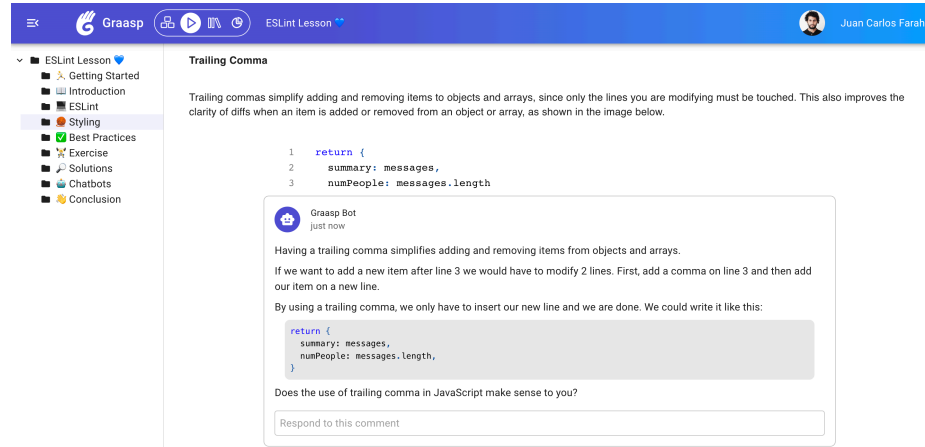 Graasp
ESLint Lesson 💙
Juan Carlos Farah
ESLint Lesson 💙
Getting Started
Introduction
ESLint
Styling
Best Practices
Exercise
Solutions
Chatbots
Conclusion
Trailing Comma
Trailing commas simplify adding and removing items to objects and arrays, since only the lines you are modifying must be touched. This also improves the
clarity of diffs when an item is added or removed from an object or array, as shown in the image below.
1 return {
2 summary: messages,
3 numPeople: messages.length
Graasp Bot
just now
Having a trailing comma simplifies adding and removing items from objects and arrays.
If we want to add a new item after line 3 we would have to modify 2 lines. First, add a comma on line 3 and then add
our item on a new line.
By using a trailing comma, we only have to insert our new line and we are done. We could write it like this:
return {
summary: messages,
numPeople: messages.length,
}
Does the use of trailing comma in JavaScript make sense to you?
Respond to this comment